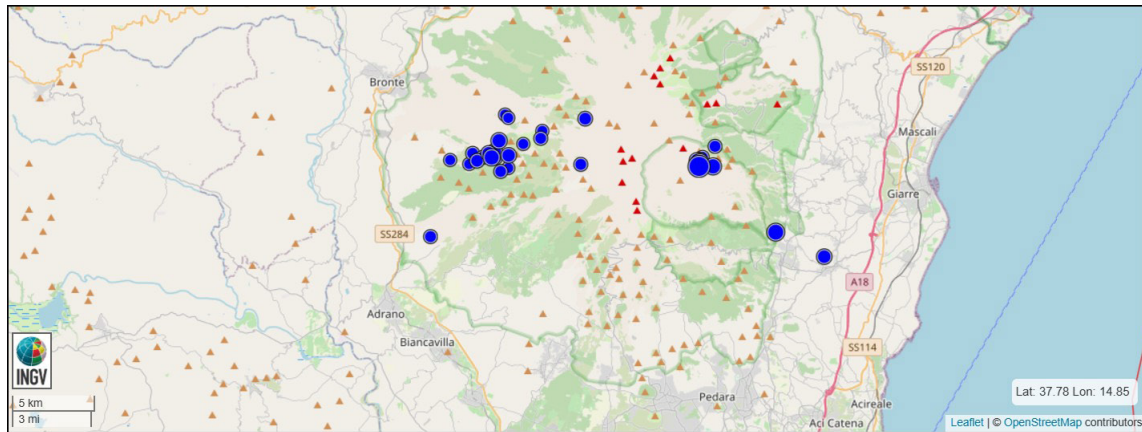 SS120
Bronte
Mascali
Giarre
SS284
A18
Adrano
Biancavilla
SS114
INGV
Lat: 37.78 Lon: 14.85
Pedara
5 km
Acireale
3 mi
Aci Catena
Leaflet | © OpenStreetMap contributors